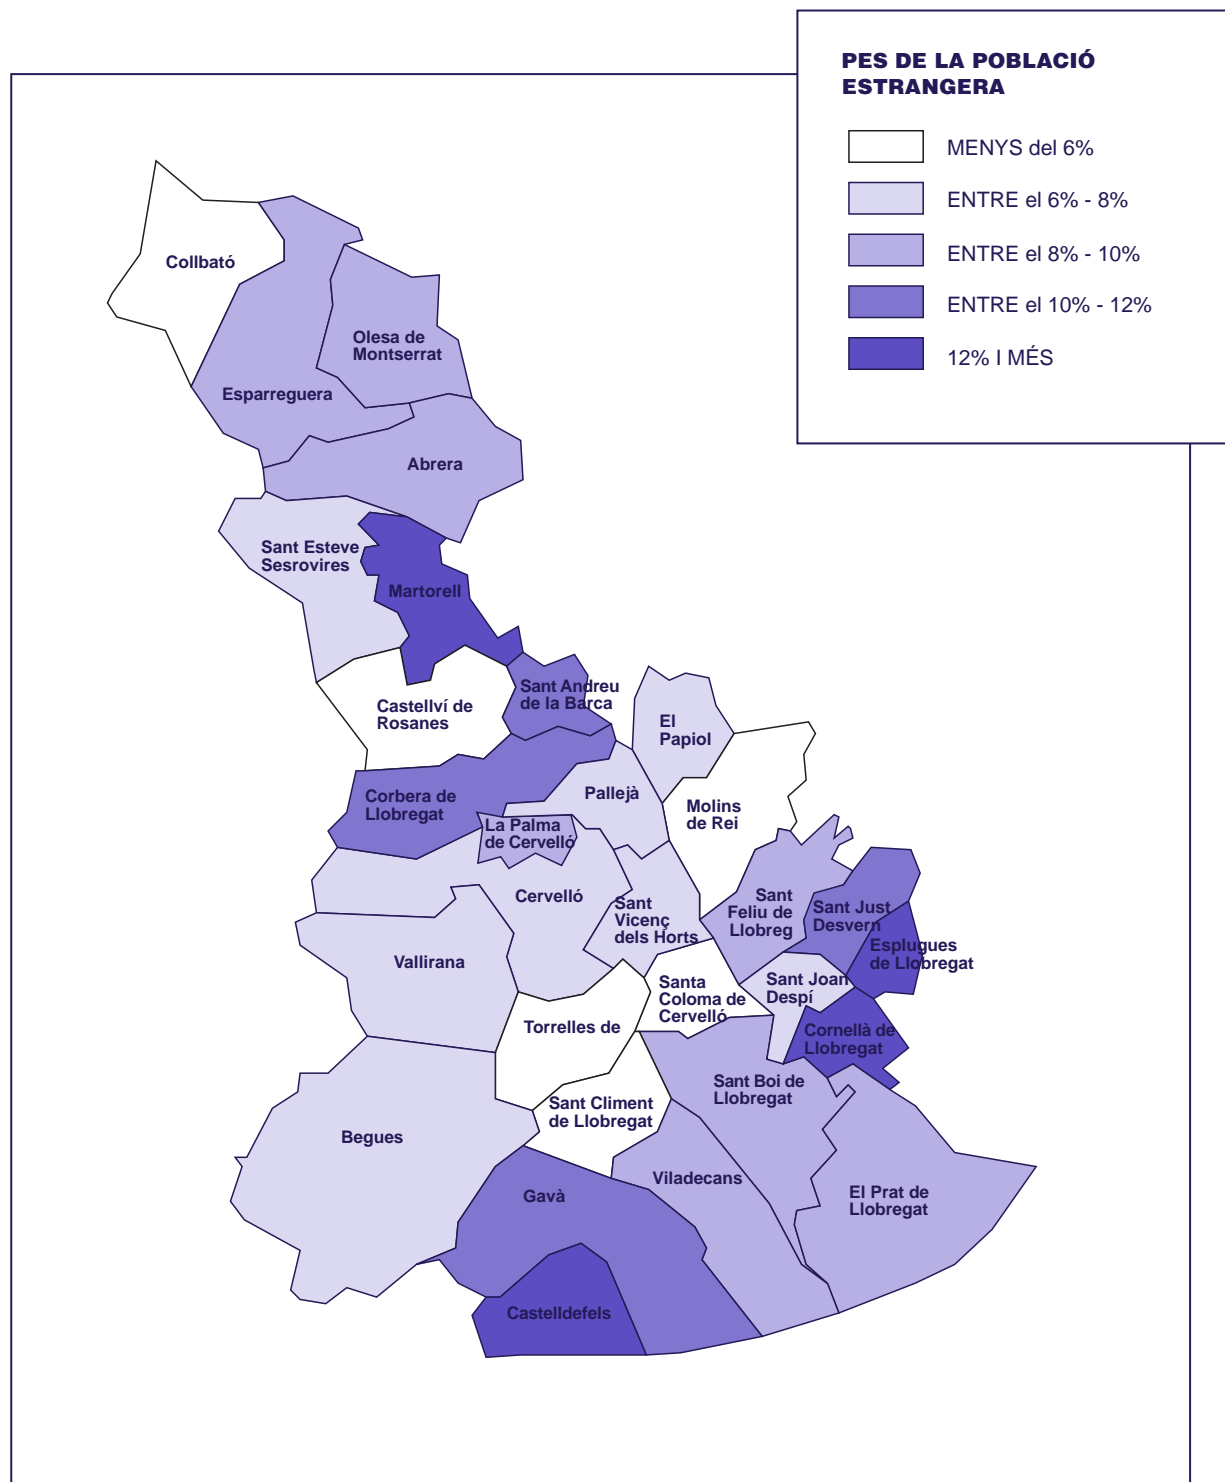 PES DE LA POBLACIÓ
ESTRANGERA
MENYS del 6%
ENTRE el 6% - 8%
ENTRE el 8% - 10%
ENTRE el 10% - 12%
12% I MÉS
Collbató
Olesa de
Montserrat
Esparreguera
Abrera
Sant Esteve
Sesrovires
Martorell
Sant Andreu
de la Barca
Castellví de
Rosanes
El
Papiol
Pallejà
Corbera de
Llobregat
Molins
de Rei
La Palma
de Cervelló
Cervelló
Sant
Vicenç
dels Horts
Sant
Feliu de
Llobreg
Sant Just
Desvern
Esplugues
de Llobregat
Vallirana
Santa
Coloma de
Cervelló
Sant Joan
Despí
Torrelles de
Cornellà de
Llobregat
Sant Boi de
Llobregat
Sant Climent
de Llobregat
Begues
Viladecans
Gavà
El Prat de
Llobregat
Castelldefels